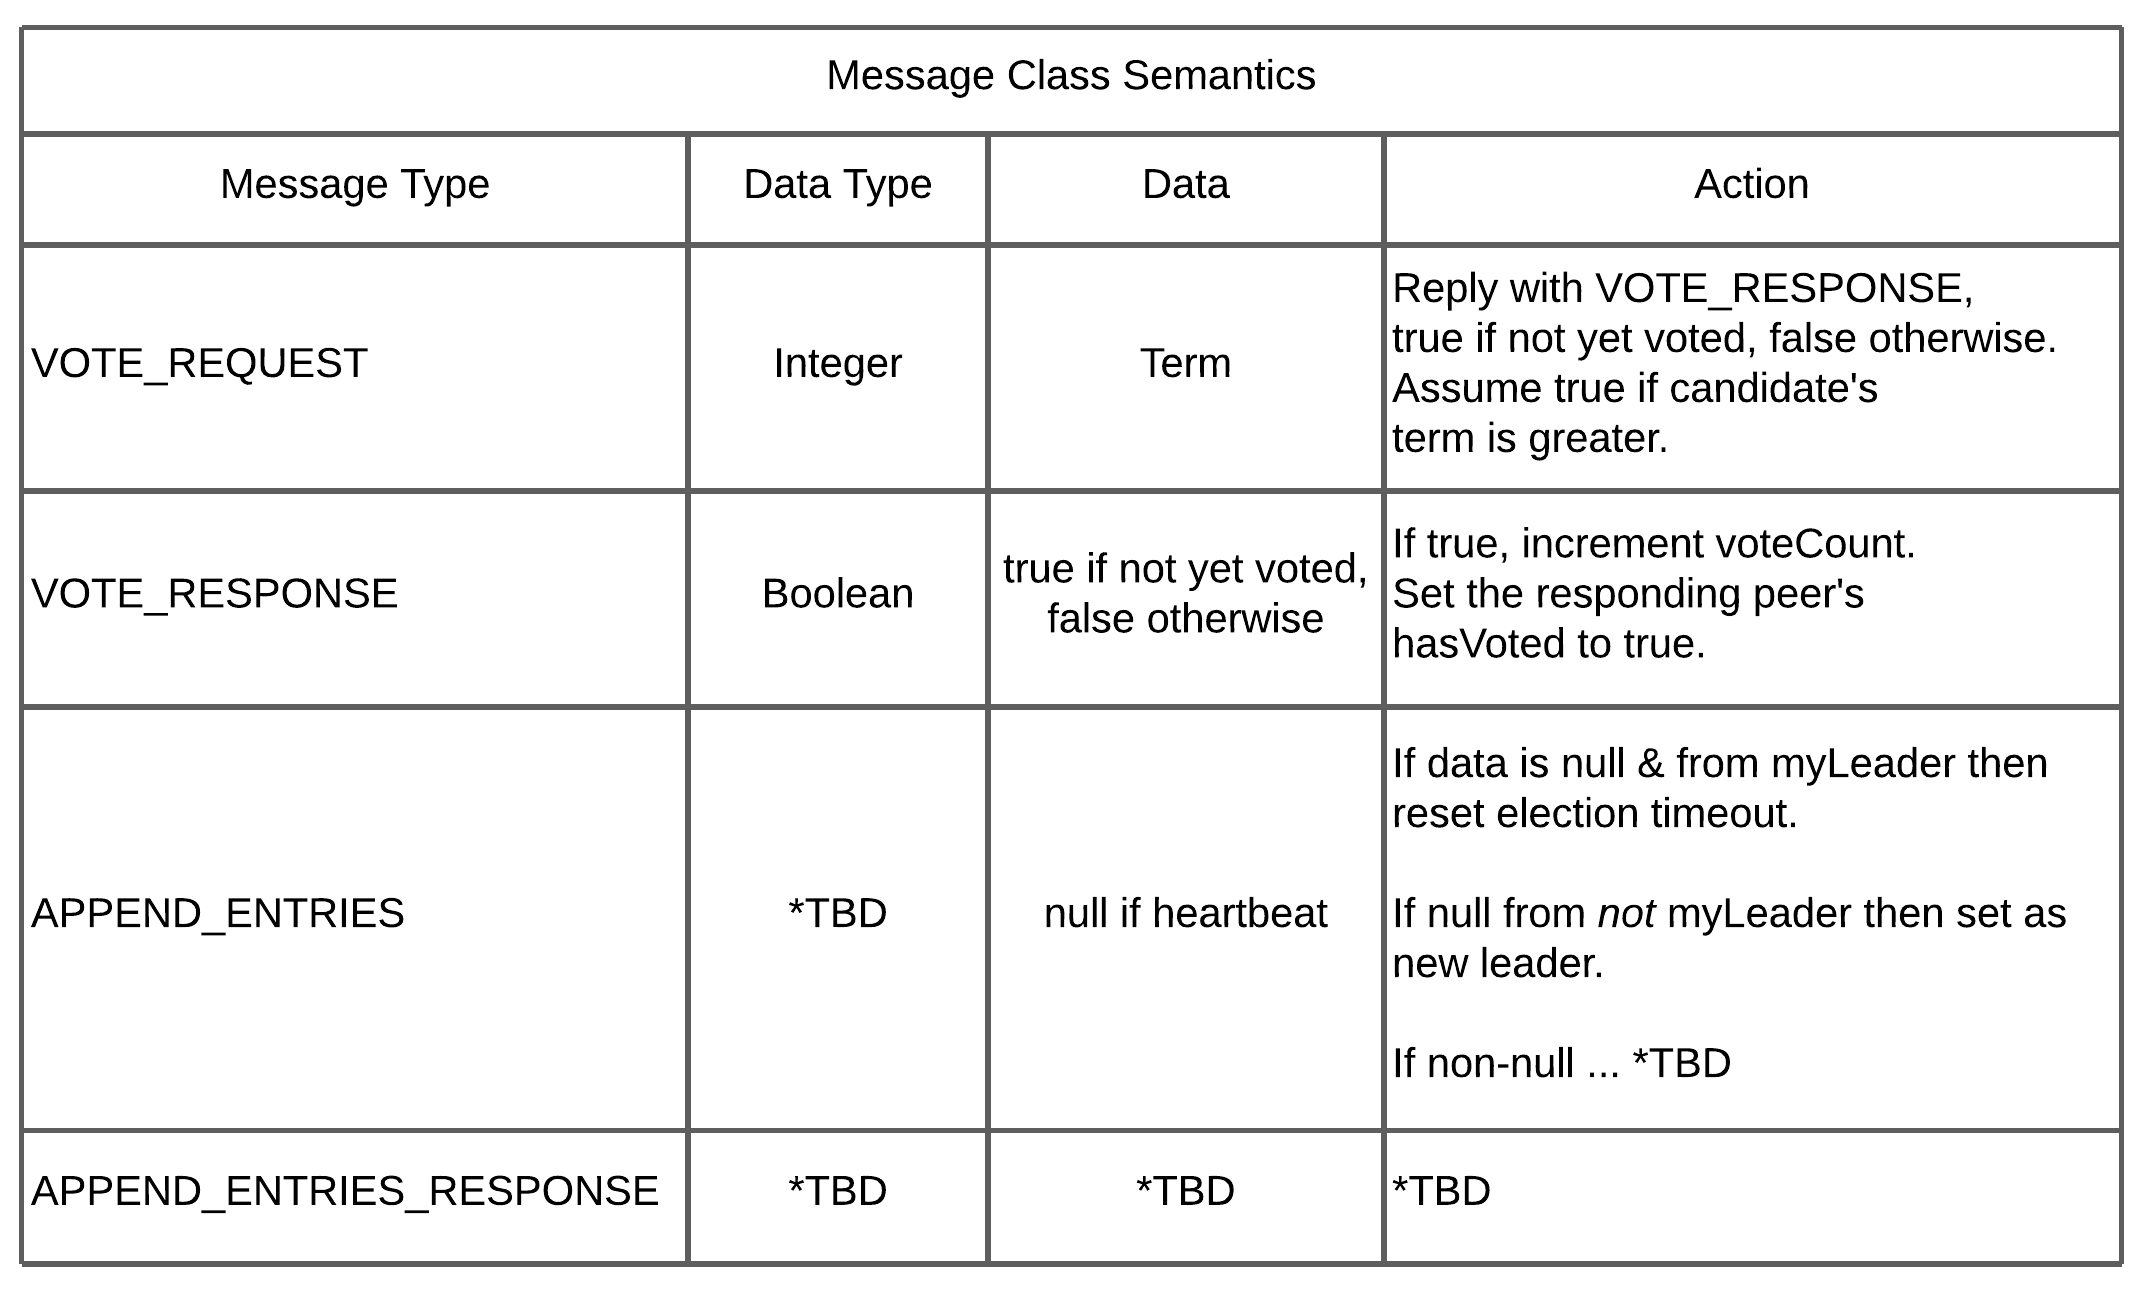 Message Class Semantics
Message Type
Data Type
Data
Action
VOTE_REQUEST
Integer
Term
Reply with VOTE_RESPONSE,
true if not yet voted, false otherwise.
Assume true if candidate's
term is greater.
VOTE_RESPONSE
Boolean
true if not yet voted,
false otherwise
If true, increment voteCount.
Set the responding peer's
hasVoted to true.
APPEND_ENTRIES
*TBD
null if heartbeat
If data is null & from myLeader then
reset election timeout.
If null from not myLeader then set as
new leader.
If non-null ... *TBD
APPEND_ENTRIES_RESPONSE
*TBD
*TBD
*TBD